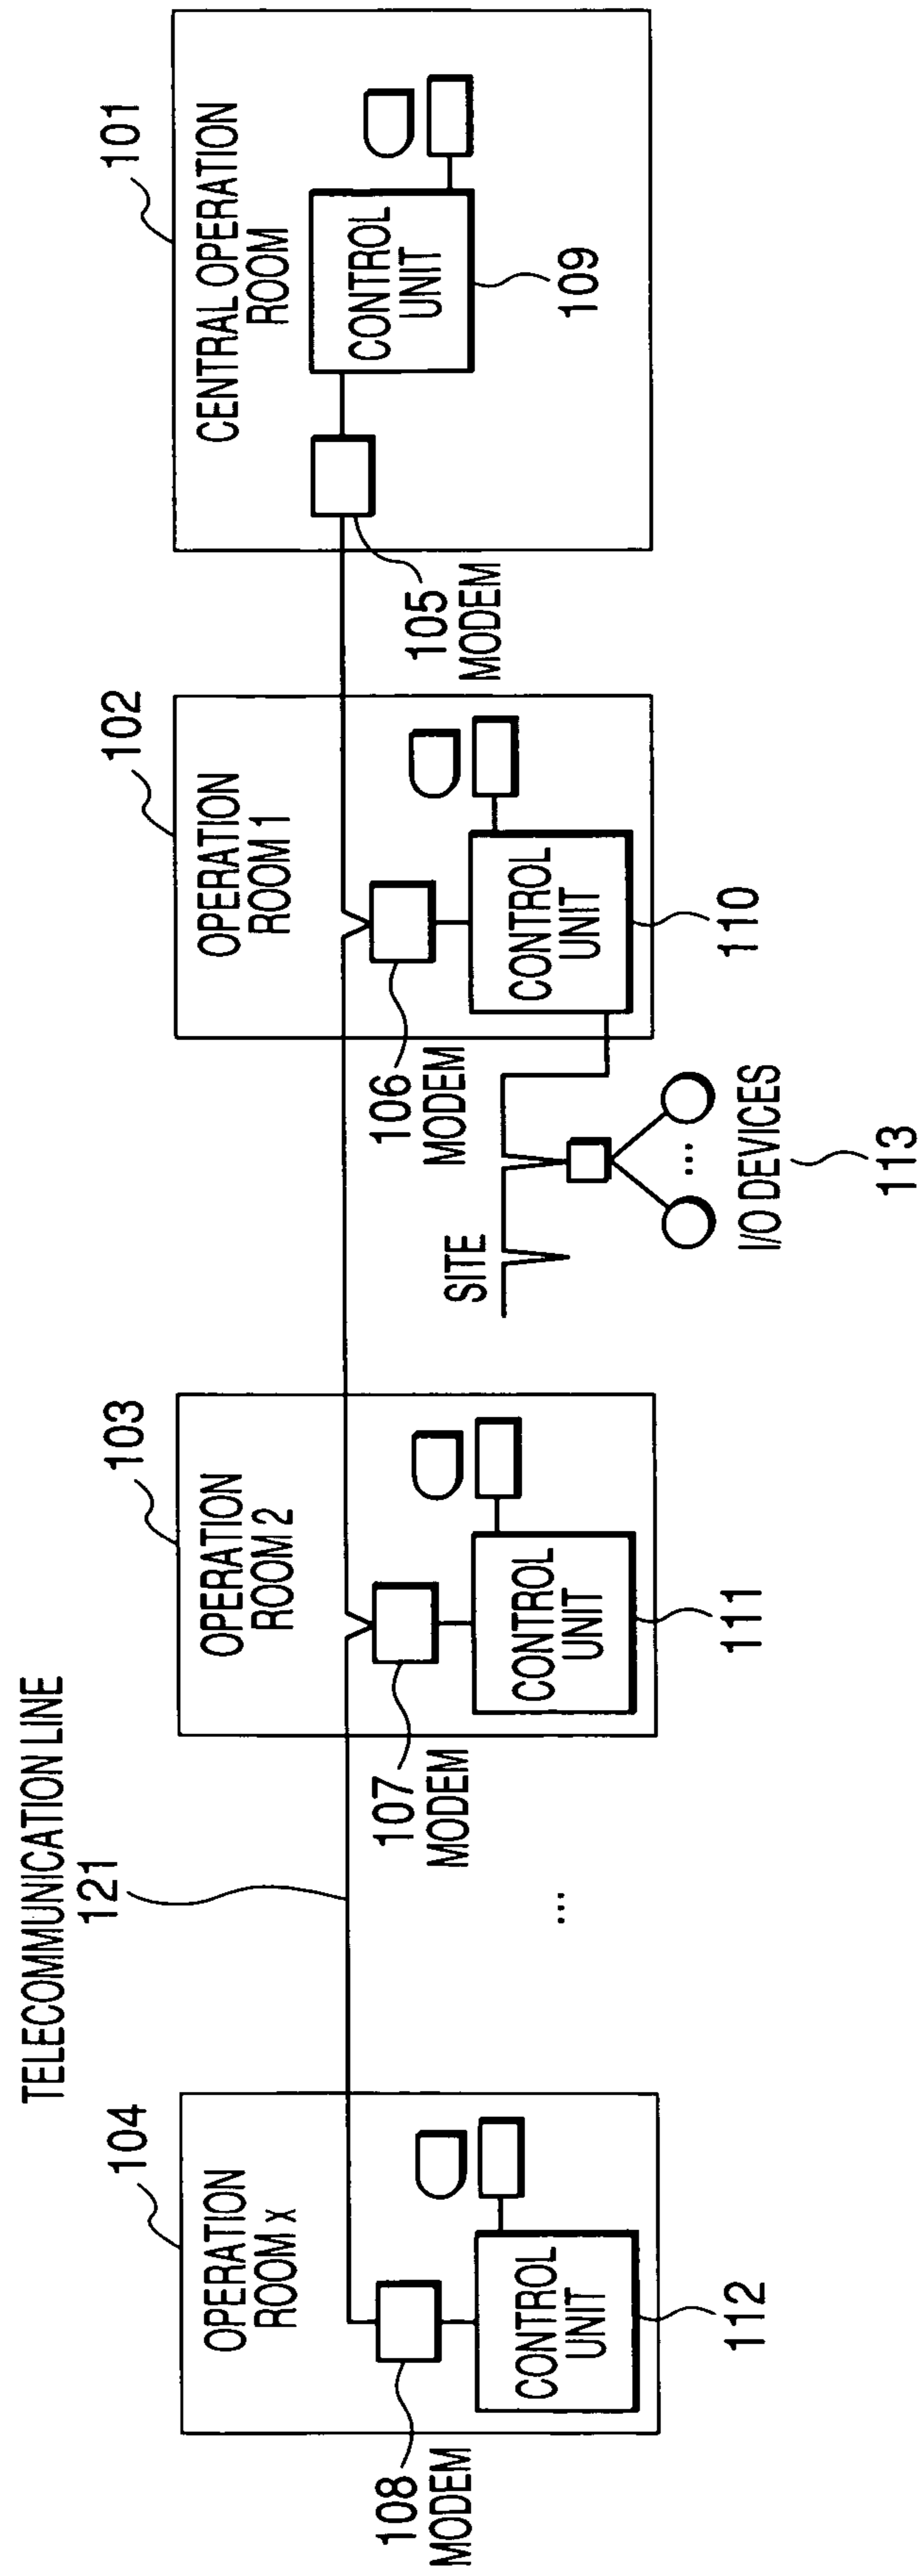 TELECOMMUNICATION LINE
121
104
OPERATION
ROOM x
108
MODEM
CONTROL
UNIT
112
...
103
OPERATION
ROOM 2
107
MODEM
CONTROL
UNIT
111
102
OPERATION
ROOM 1
106
MODEM
CONTROL
UNIT
110
SITE
...
I/O DEVICES
113
101
CENTRAL OPERATION
ROOM
105
MODEM
CONTROL
UNIT
109